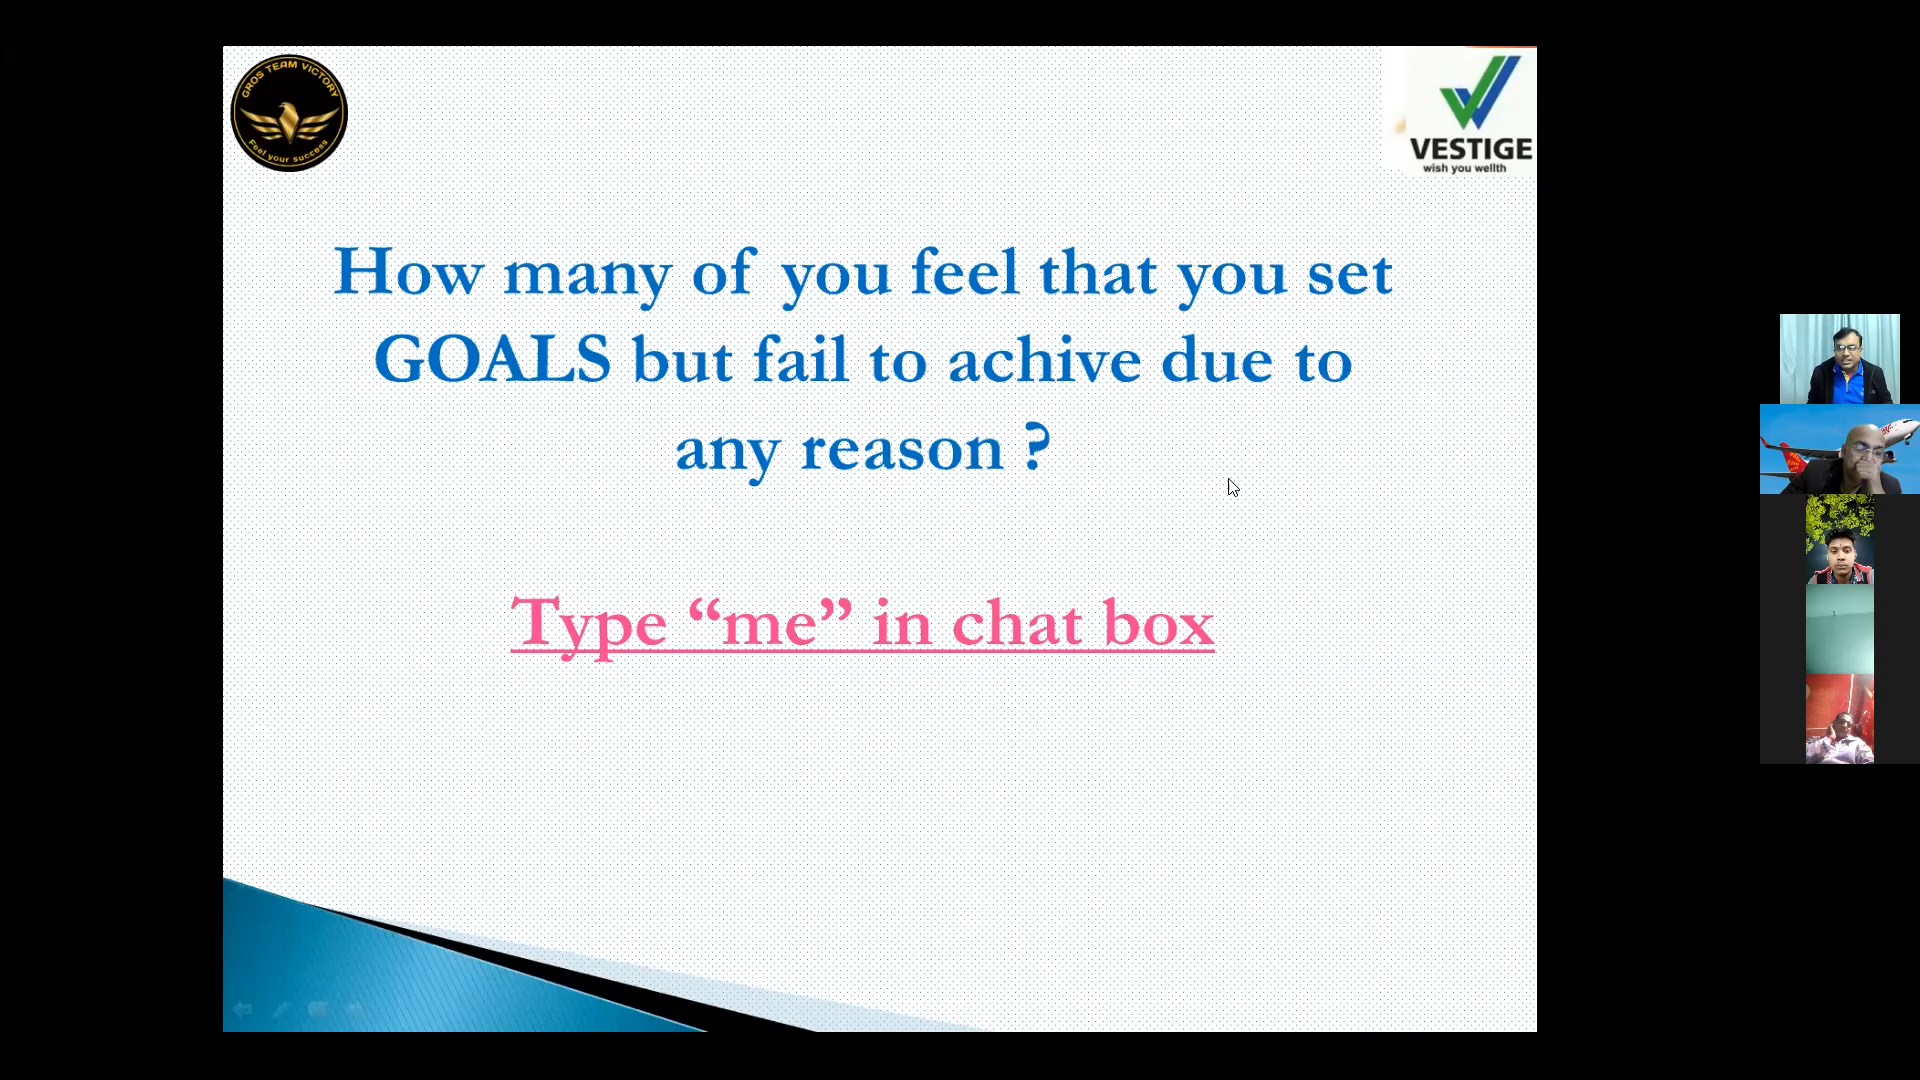 GROS TEAM VICTORY
Feel your success
VESTIGE
wish you wellth
How many of you feel that you set
GOALS but fail to achive due to
any reason ?
Type “me” in chat box